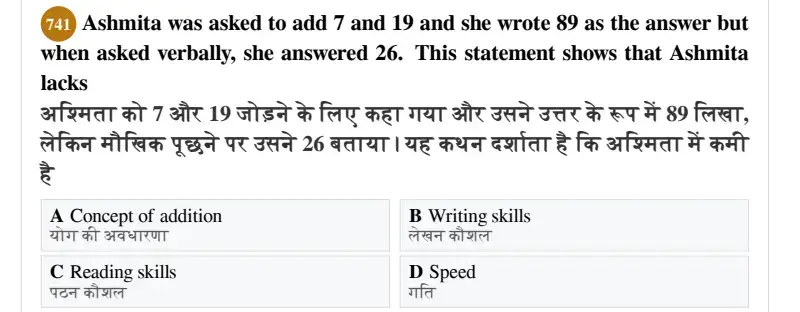 741 Ashmita was asked to add 7 and 19 and she wrote 89 as the answer but
when asked verbally, she answered 26. This statement shows that Ashmita
lacks
अश्मिता को 7 और 19 जोड़ने के लिए कहा गया और उसने उत्तर के रूप में 89 लिखा,
लेकिन मौखिक पूछने पर उसने 26 बताया। यह कथन दर्शाता है कि अश्मिता में कमी
है
A Concept of addition
योग की अवधारणा
B Writing skills
लेखन कौशल
C Reading skills
पठन कौशल
D Speed
गति